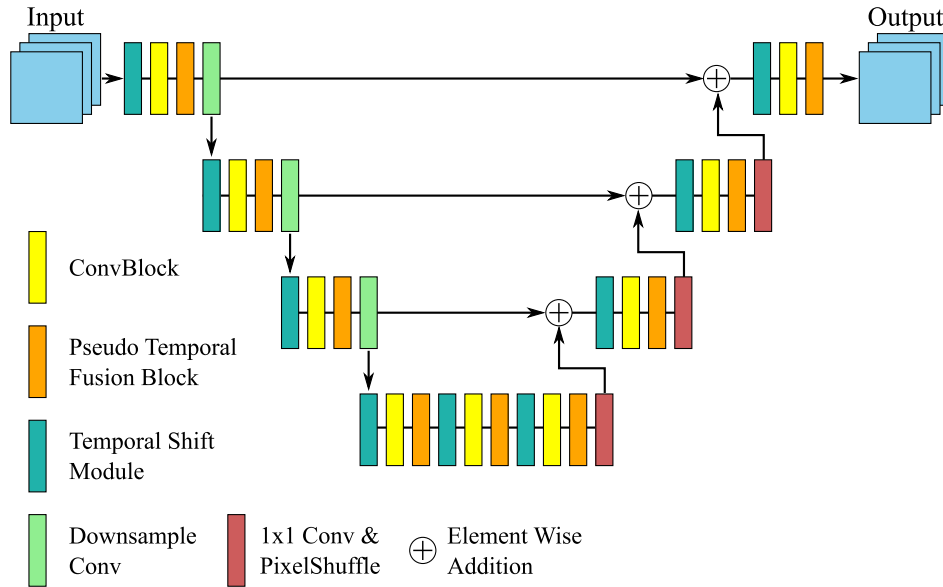 Input
Output
ConvBlock
Pseudo Temporal
Fusion Block
Temporal Shift
Module
Downsample
Conv
1x1 Conv &
PixelShuffle
Element Wise
Addition